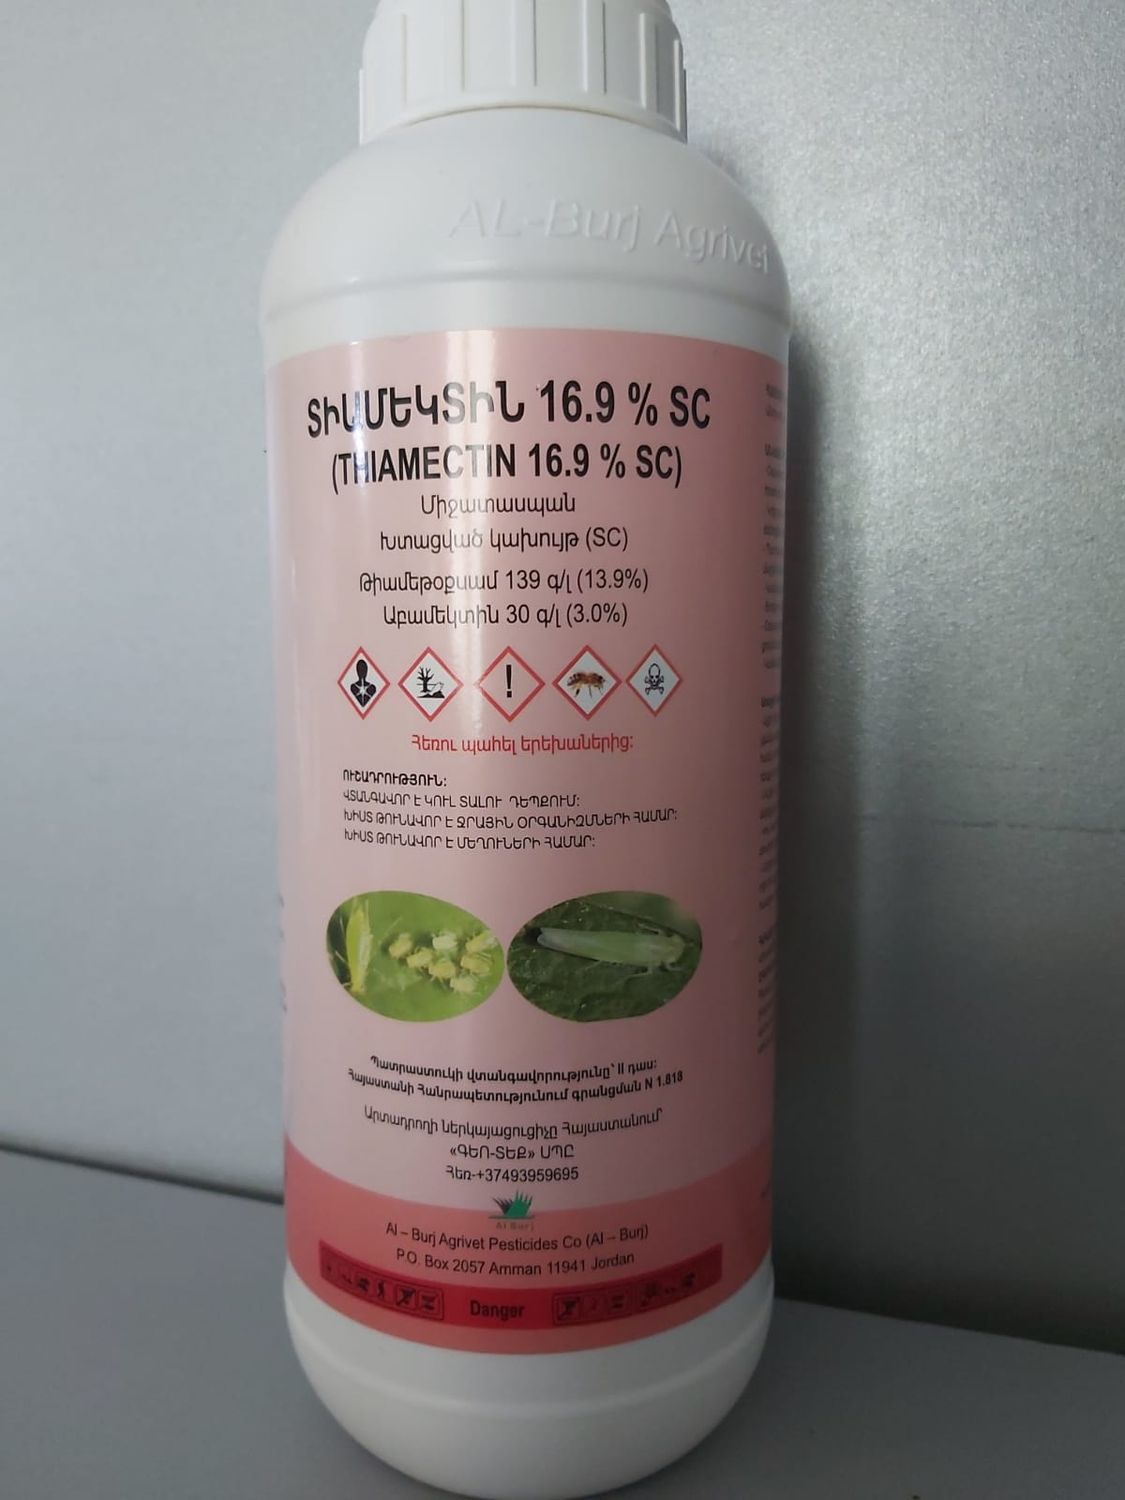 AL-Burj Agrivet
ՏԻԱՄԵԿՏԻՆ 16.9 % SC
(THIAMECTIN 16.9 % SC)
Միջատասպան
Խտացված կախույթ (SC)
Թիամեթօքսամ 139 գ/լ (13.9%)
Աբամեկտին 30 գ/լ (3.0%)
Հեռու պահել երեխաներից:
ՈՒՇԱԴՐՈՒԹՅՈՒՆ:
ՎՏԱՆԳԱՎՈՐ Է ԿՈՒԼ ՏԱԼՈՒ ԴԵՊՔՈՒՄ:
ԽԻՍՏ ԹՈՒՆԱՎՈՐ Է ՋՐԱՅԻՆ ՕՐԳԱՆԻԶՄՆԵՐԻ ՀԱՄԱՐ:
ԽԻՍՏ ԹՈՒՆԱՎՈՐ Է ՄԵՂՈՒՆԵՐԻ ՀԱՄԱՐ:
Պատրաստուկի վտանգավորությունը՝ II դաս:
Հայաստանի Հանրապետությունում գրանցման N 1.818
Արտադրողի ներկայացուցիչը Հայաստանում՝
«ԳԵՈ-ՏԵՔ» ՍՊԸ
Հեռ-+37493959695
Al Burj
Al – Burj Agrivet Pesticides Co (Al – Burj)
P.O. Box 2057 Amman 11941 Jordan
Danger